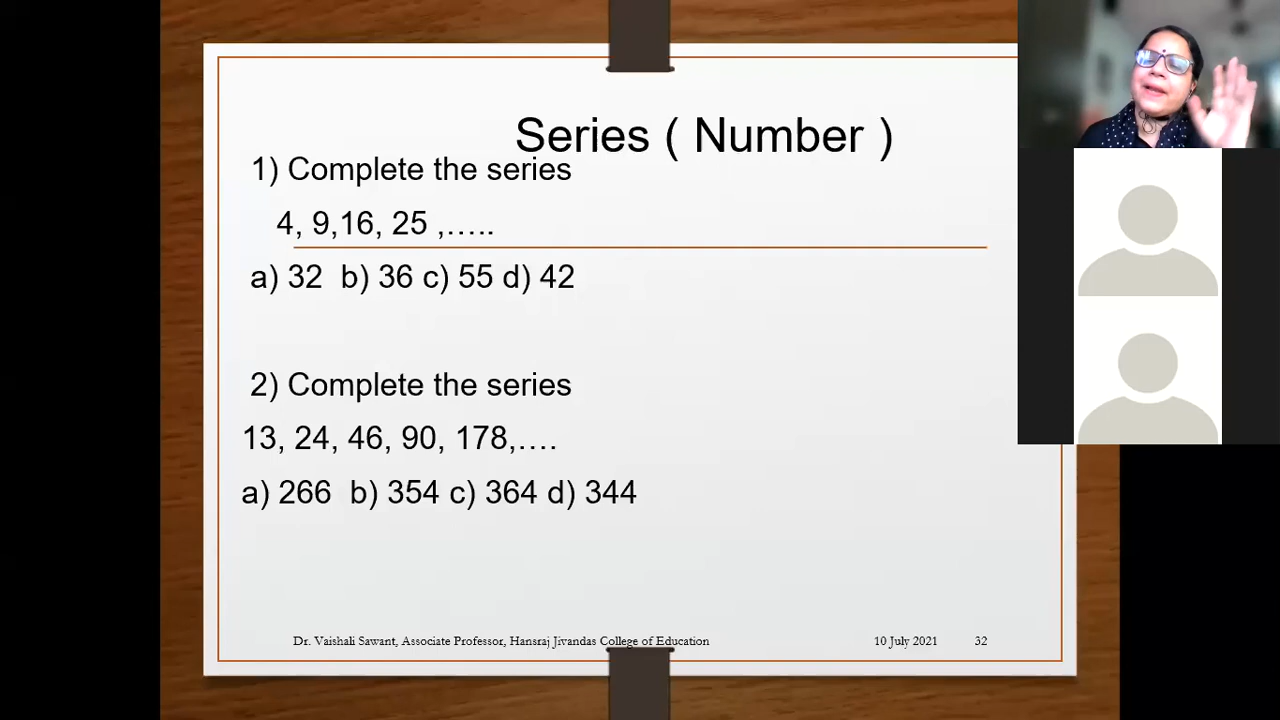 Series ( Number )
1) Complete the series
4, 9,16, 25 ,…..
a) 32  b) 36 c) 55 d) 42
2) Complete the series
13, 24, 46, 90, 178,….
a) 266  b) 354 c) 364 d) 344
Dr. Vaishali Sawant, Associate Professor, Hansraj Jivandas College of Education 10 July 2021 32